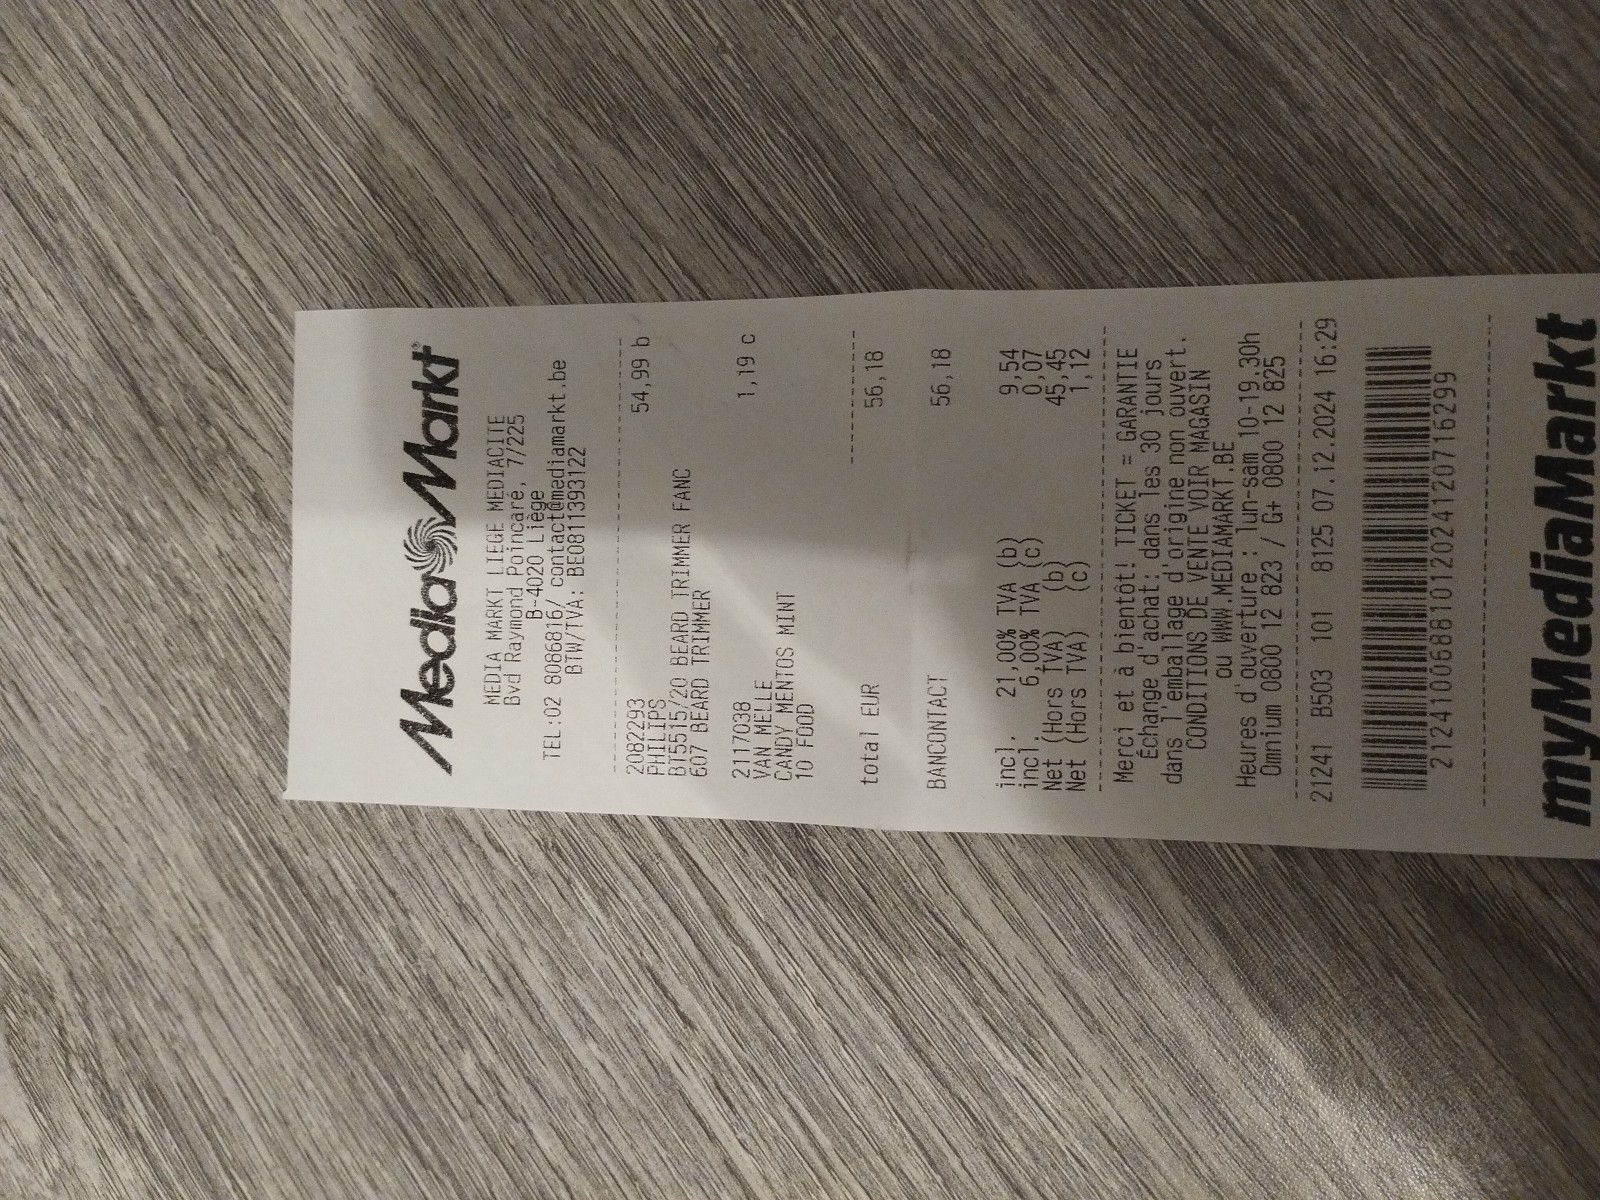 Media Markt
MEDIA MARKT LIEGE MEDIACITE
Bvd Raymond Poincaré, 7/225
B-4020 Liège
TEL:02 8086816/ contact@mediamarkt.be
BTW/TVA: BE0811393122
2082293 54,99 b
PHILIPS
BT5515/20 BEARD TRIMMER FANC
607 BEARD TRIMMER
2117038 1,19 c
VAN MELLE
CANDY MENTOS MINT
10 FOOD
total EUR 56,18
BANCONTACT 56,18
incl. 21,00% TVA (b) 9,54
incl. 6,00% TVA (c) 0,07
Net (Hors TVA) (b) 45,45
Net (Hors TVA) (c) 1,12
Merci et à bientôt! TICKET = GARANTIE
Échange d'achat: dans les 30 jours
dans l'emballage d'origine non ouvert.
CONDITIONS DE VENTE VOIR MAGASIN
ou WWW.MEDIAMARKT.BE
Heures d'ouverture : lun-sam 10-19.30h
Omnium 0800 12 823 / G+ 0800 12 825
21241 B503 101 8125 07.12.2024 16:29
21241006881012024120716299
myMediaMarkt